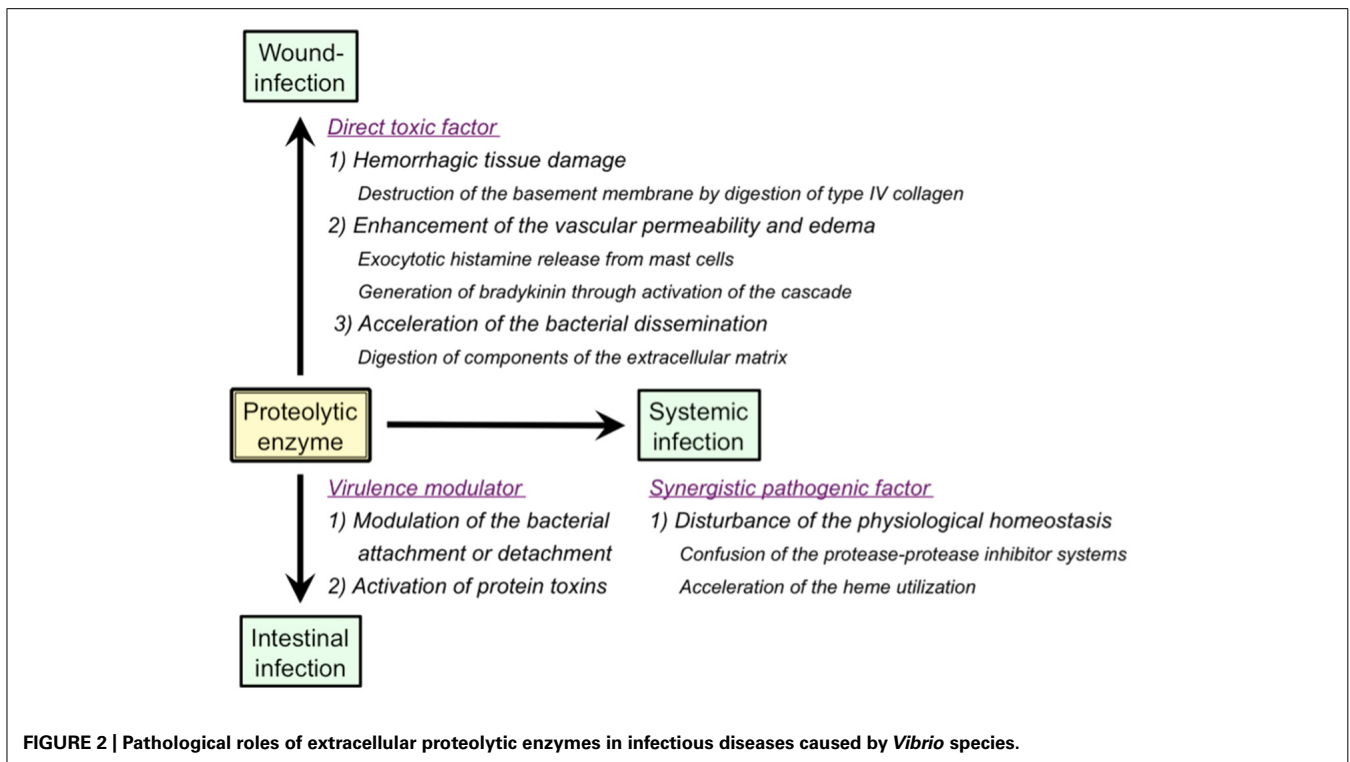 Wound-
infection
Direct toxic factor
1) Hemorrhagic tissue damage
Destruction of the basement membrane by digestion of type IV collagen
2) Enhancement of the vascular permeability and edema
Exocytotic histamine release from mast cells
Generation of bradykinin through activation of the cascade
3) Acceleration of the bacterial dissemination
Digestion of components of the extracellular matrix
Proteolytic
enzyme
Systemic
infection
Virulence modulator
1) Modulation of the bacterial
attachment or detachment
2) Activation of protein toxins
Synergistic pathogenic factor
1) Disturbance of the physiological homeostasis
Confusion of the protease-protease inhibitor systems
Acceleration of the heme utilization
Intestinal
infection
FIGURE 2 | Pathological roles of extracellular proteolytic enzymes in infectious diseases caused by Vibrio species.